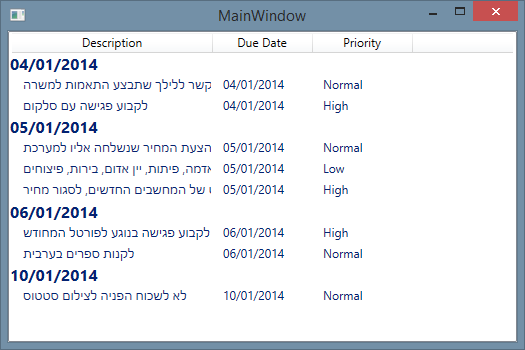 MainWindow
Description Due Date Priority
04/01/2014
קשר ללילך שתבצע התאמות למשרה 04/01/2014 Normal
לקבוע פגישה עם סלקום 04/01/2014 High
05/01/2014
הצעת המחיר שנשלחה אליו למערכת 05/01/2014 Normal
אדמה, פיתות, יין אדום, בירות, פיצוחים 05/01/2014 Low
של המחשבים החדשים, לסגור מחיר 05/01/2014 High
06/01/2014
לקבוע פגישה בנוגע לפורטל המחודש 06/01/2014 High
לקנות ספרים בערבית 06/01/2014 Normal
10/01/2014
לא לשכוח הפניה לצילום סטטוס 10/01/2014 Normal